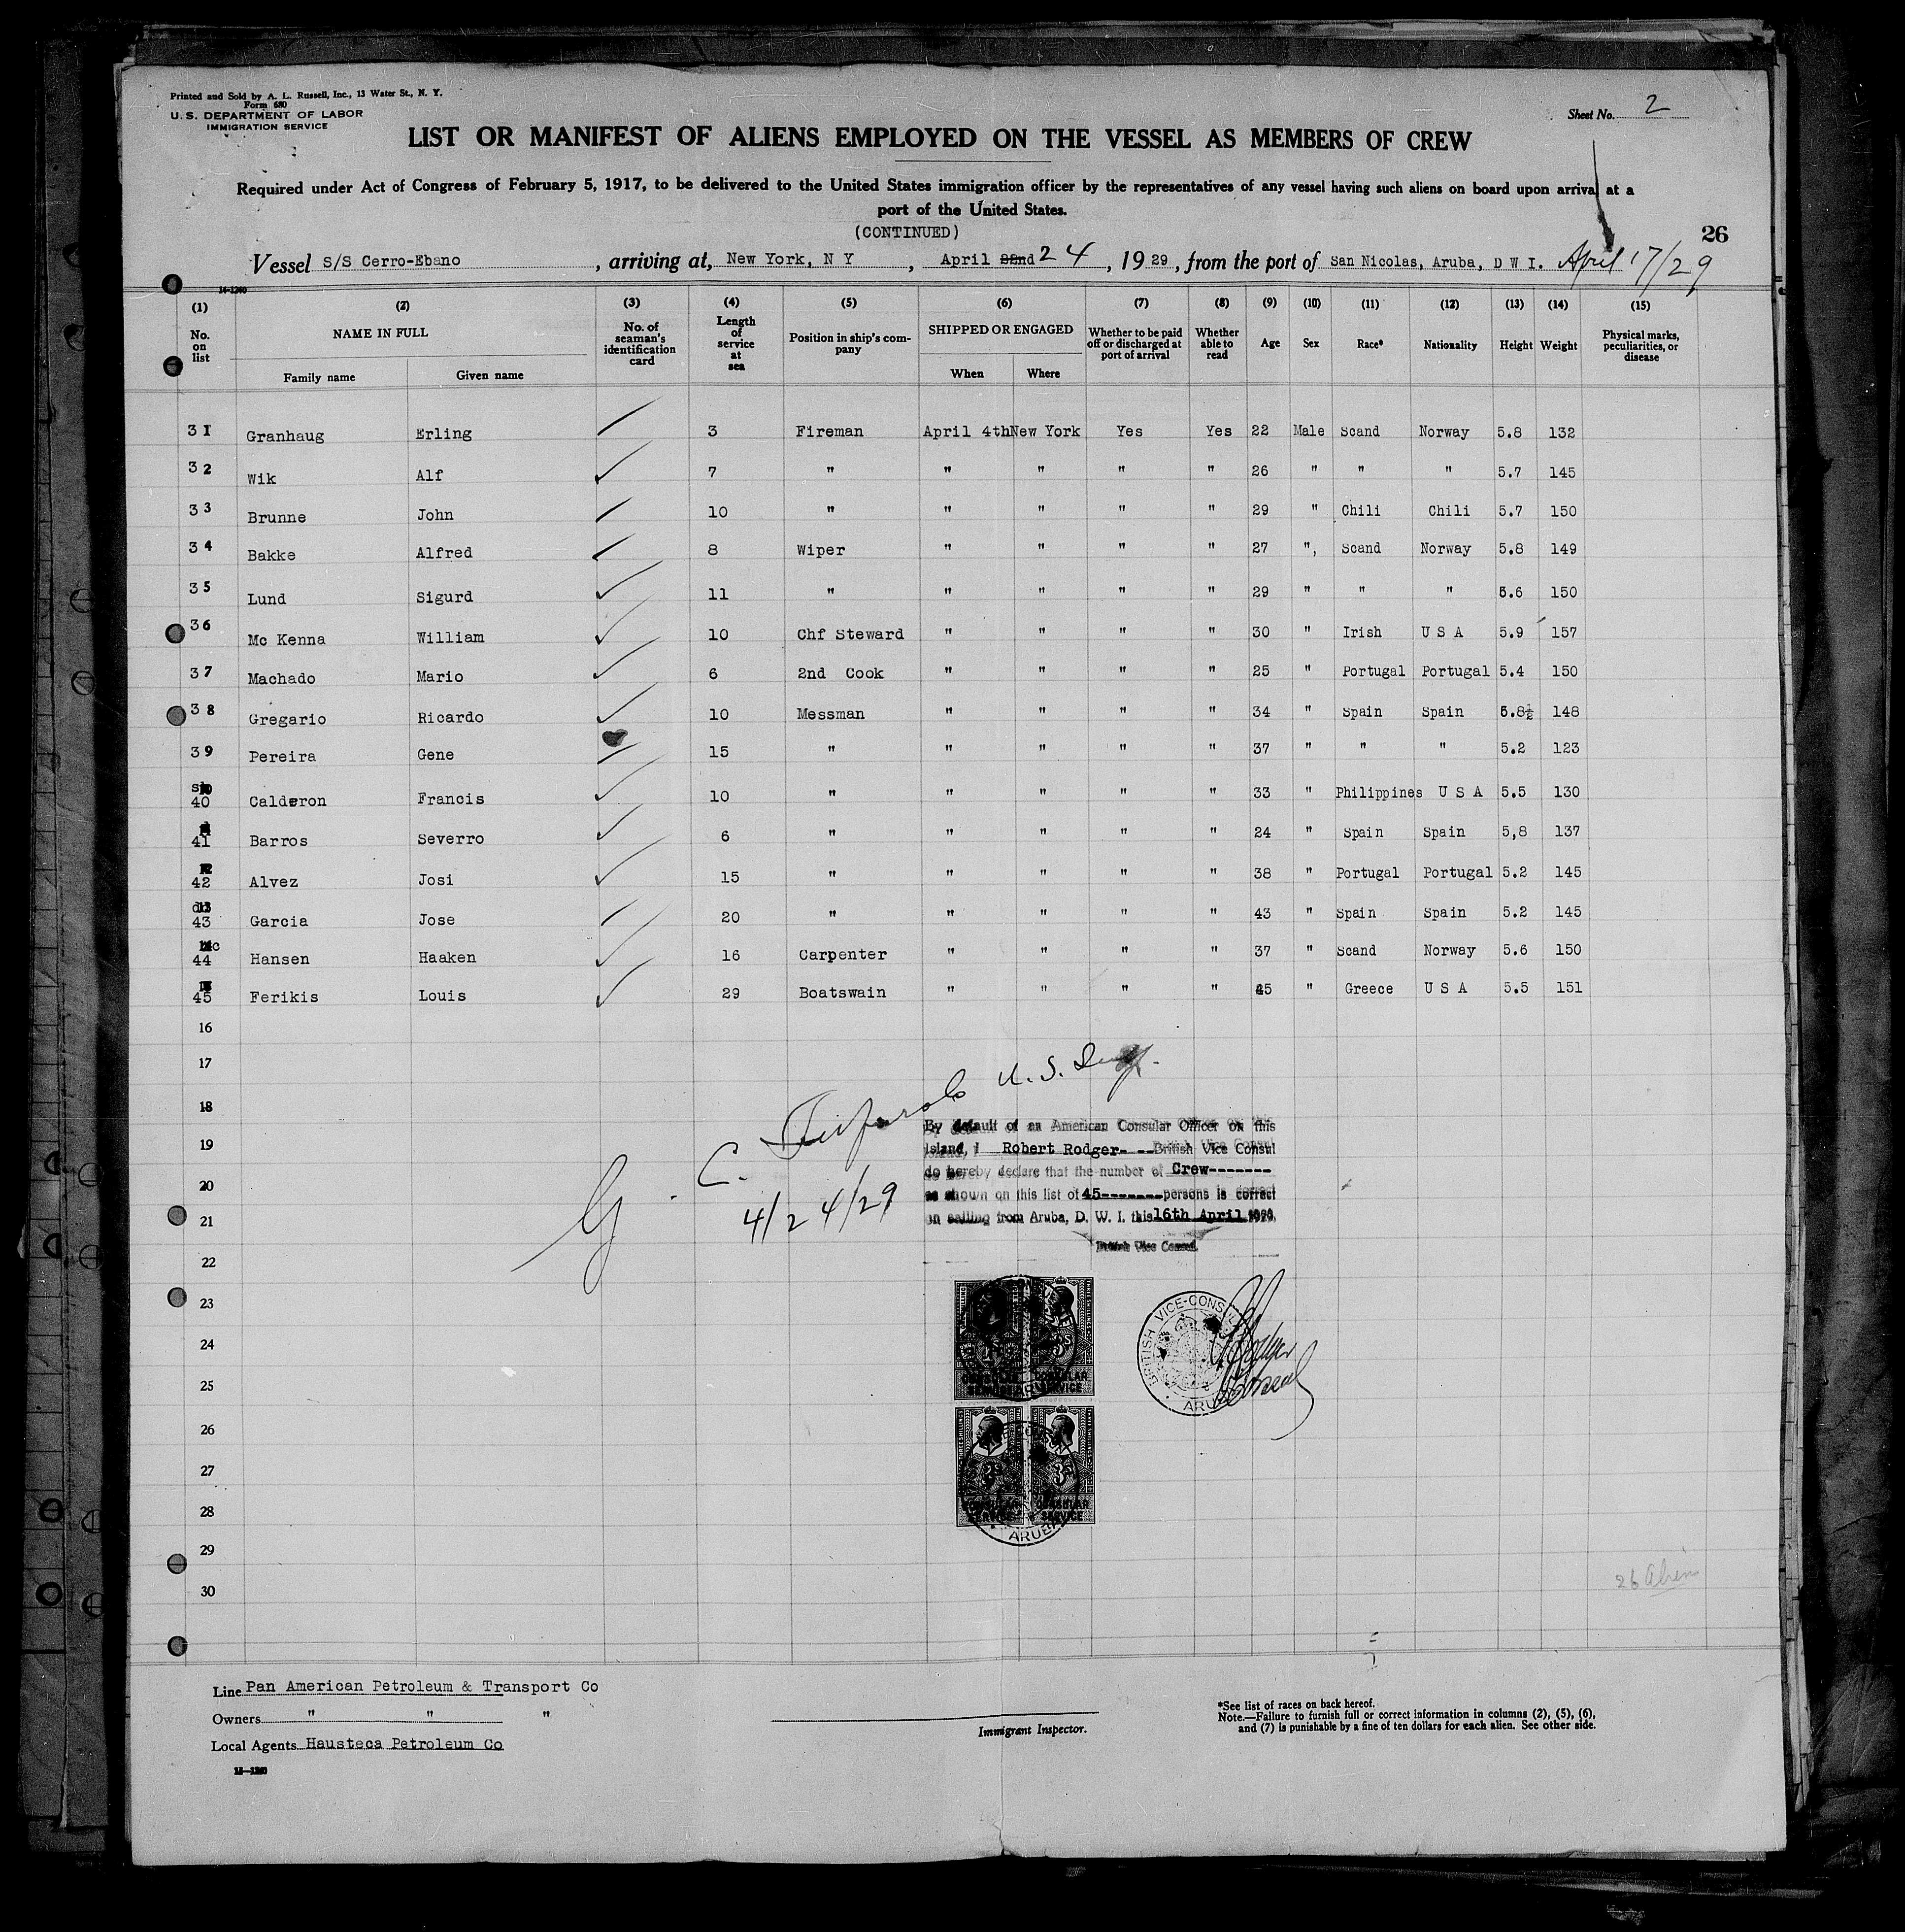 Printed and Sold by A. L. Russell, Inc., 13 Water St., N. Y.
Form 680
U. S. DEPARTMENT OF LABOR
IMMIGRATION SERVICE
Sheet No. 2
LIST OR MANIFEST OF ALIENS EMPLOYED ON THE VESSEL AS MEMBERS OF CREW
Required under Act of Congress of February 5, 1917, to be delivered to the United States immigration officer by the representatives of any vessel having such aliens on board upon arrival at a
port of the United States.
(CONTINUED)
26
Vessel S/S Cerro-Ebano, arriving at, New York, N Y, April 22nd 24, 1929, from the port of San Nicolas, Aruba, D W I. April 17/29
14-1240
(1) (2) (3) (4) (5) (6) (7) (8) (9) (10) (11) (12) (13) (14) (15)
No. on list NAME IN FULL Family name Given name No. of seaman's identification card Length of service at sea Position in ship's company SHIPPED OR ENGAGED When Where Whether to be paid off or discharged at port of arrival Whether able to read Age Sex Race* Nationality Height Weight Physical marks, peculiarities, or disease
31 Granhaug Erling 3 Fireman April 4th New York Yes Yes 22 Male Scand Norway 5.8 132
32 Wik Alf 7 " " " " " 26 " " " 5.7 145
33 Brunne John 10 " " " " " 29 " Chili Chili 5.7 150
34 Bakke Alfred 8 Wiper " " " " 27 ", Scand Norway 5.8 149
35 Lund Sigurd 11 " " " " " 29 " " " 5.6 150
36 Mc Kenna William 10 Chf Steward " " " " 30 " Irish U S A 5.9 157
37 Machado Mario 6 2nd Cook " " " " 25 " Portugal Portugal 5.4 150
38 Gregario Ricardo 10 Messman " " " " 34 " Spain Spain 5.8½ 148
39 Pereira Gene 15 " " " " " 37 " " " 5.2 123
40 Calderon Francis 10 " " " " " 33 " Philippines U S A 5.5 130
41 Barros Severro 6 " " " " " 24 " Spain Spain 5,8 137
42 Alvez Josi 15 " " " " " 38 " Portugal Portugal 5.2 145
43 Garcia Jose 20 " " " " " 43 " Spain Spain 5.2 145
44 Hansen Haaken 16 Carpenter " " " " 37 " Scand Norway 5.6 150
45 Ferikis Louis 29 Boatswain " " " " 45 " Greece U S A 5.5 151
16
17
18
19
20
21
22
23
24
25
26
27
28
29
30
G. C. U. S.
4/24/29
By default of an American Consular Officer on this
Island, I Robert Rodger- --British Vice Consul
do hereby declare that the number of Crew-------
as shown on this list of 45-------persons is correct
on sailing from Aruba, D. W. I. this 16th April 1929.
British Vice Consul.
CONSULAR SERVICE
CONSULAR SERVICE
CONSULAR SERVICE
CONSULAR SERVICE
ARUBA
BRITISH VICE-CONSUL
ARUBA
26 Aliens
Line Pan American Petroleum & Transport Co
Owners " " "
Local Agents Hausteca Petroleum Co
14-1240
Immigrant Inspector.
*See list of races on back hereof.
Note.—Failure to furnish full or correct information in columns (2), (5), (6),
and (7) is punishable by a fine of ten dollars for each alien. See other side.